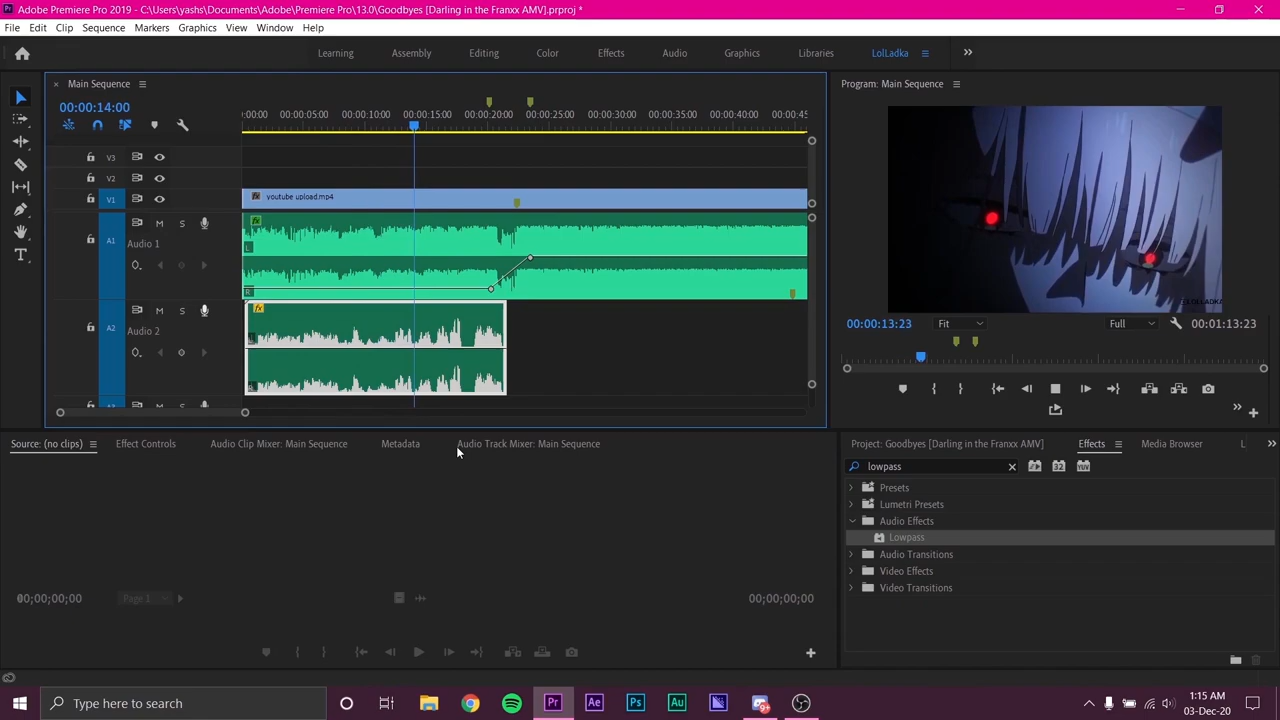 Adobe Premiere Pro 2019 - C:\Users\yashs\Documents\Adobe\Premiere Pro\13.0\Goodbyes [Darling in the Franxx AMV].prproj *
File Edit Clip Sequence Markers Graphics View Window Help
Learning Assembly Editing Color Effects Audio Graphics Libraries LolLadka
Main Sequence
Program: Main Sequence
00:00:14:00
:00:00 00:00:05:00 00:00:10:00 00:00:15:00 00:00:20:00 00:00:25:00 00:00:30:00 00:00:35:00 00:00:40:00 00:00:45
V3
V2
V1 youtube upload.mp4
A1 M S
Audio 1
L
R
A2 M S
Audio 2
R
M S
00:00:13:23 Fit Full 00:01:13:23
Source: (no clips) Effect Controls Audio Clip Mixer: Main Sequence Metadata Audio Track Mixer: Main Sequence
Project: Goodbyes [Darling in the Franxx AMV] Effects Media Browser L
lowpass
32 YUV
Presets
Lumetri Presets
Audio Effects
Lowpass
Audio Transitions
Video Effects
Video Transitions
00;00;00;00 Page 1 00;00;00;00
Type here to search
Pr Ae Ps Au
1:15 AM
03-Dec-20